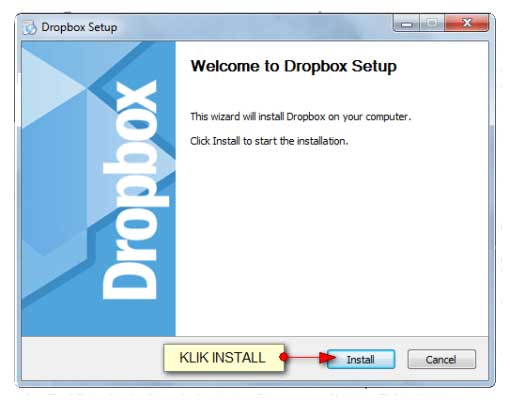 Dropbox Setup
Dropbox
Welcome to Dropbox Setup
This wizard will install Dropbox on your computer.
Click Install to start the installation.
KLIK INSTALL
Install
Cancel